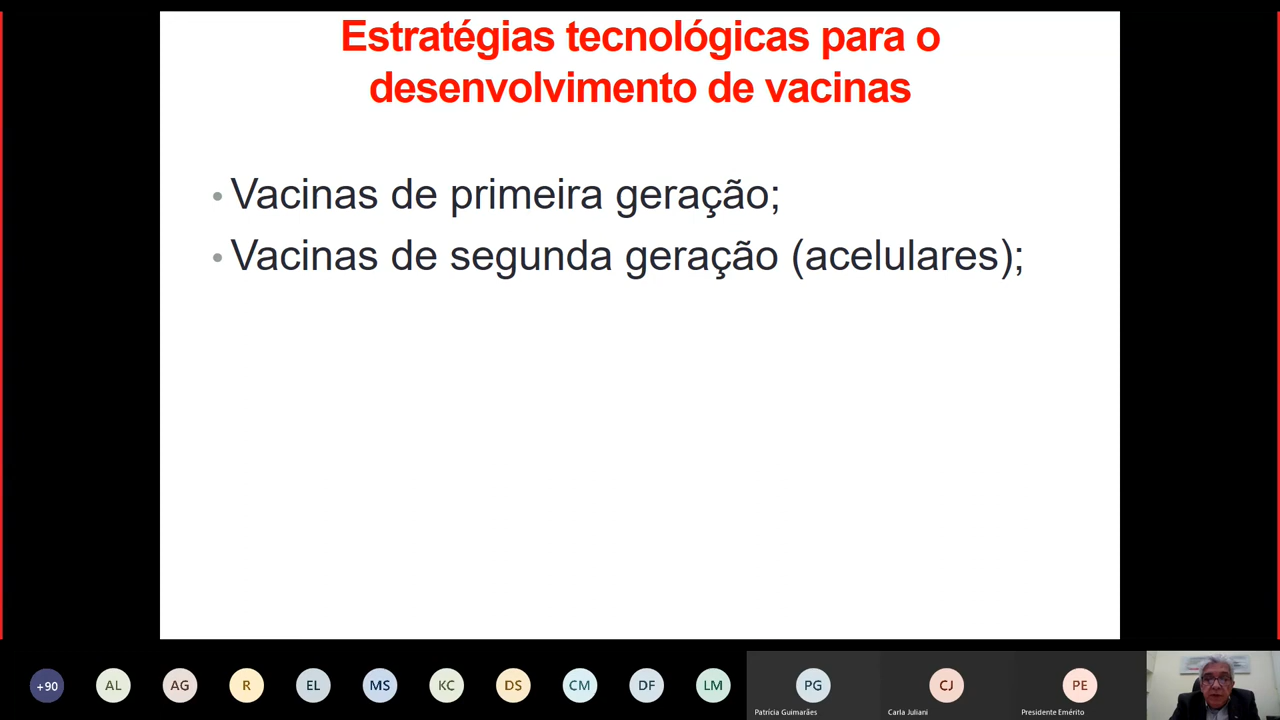 Estratégias tecnológicas para o
desenvolvimento de vacinas
• Vacinas de primeira geração;
• Vacinas de segunda geração (acelulares);
+90 AL AG R EL MS KC DS CM DF LM PG CJ PE
Patrícia Guimarães Carla Juliani Presidente Emérito